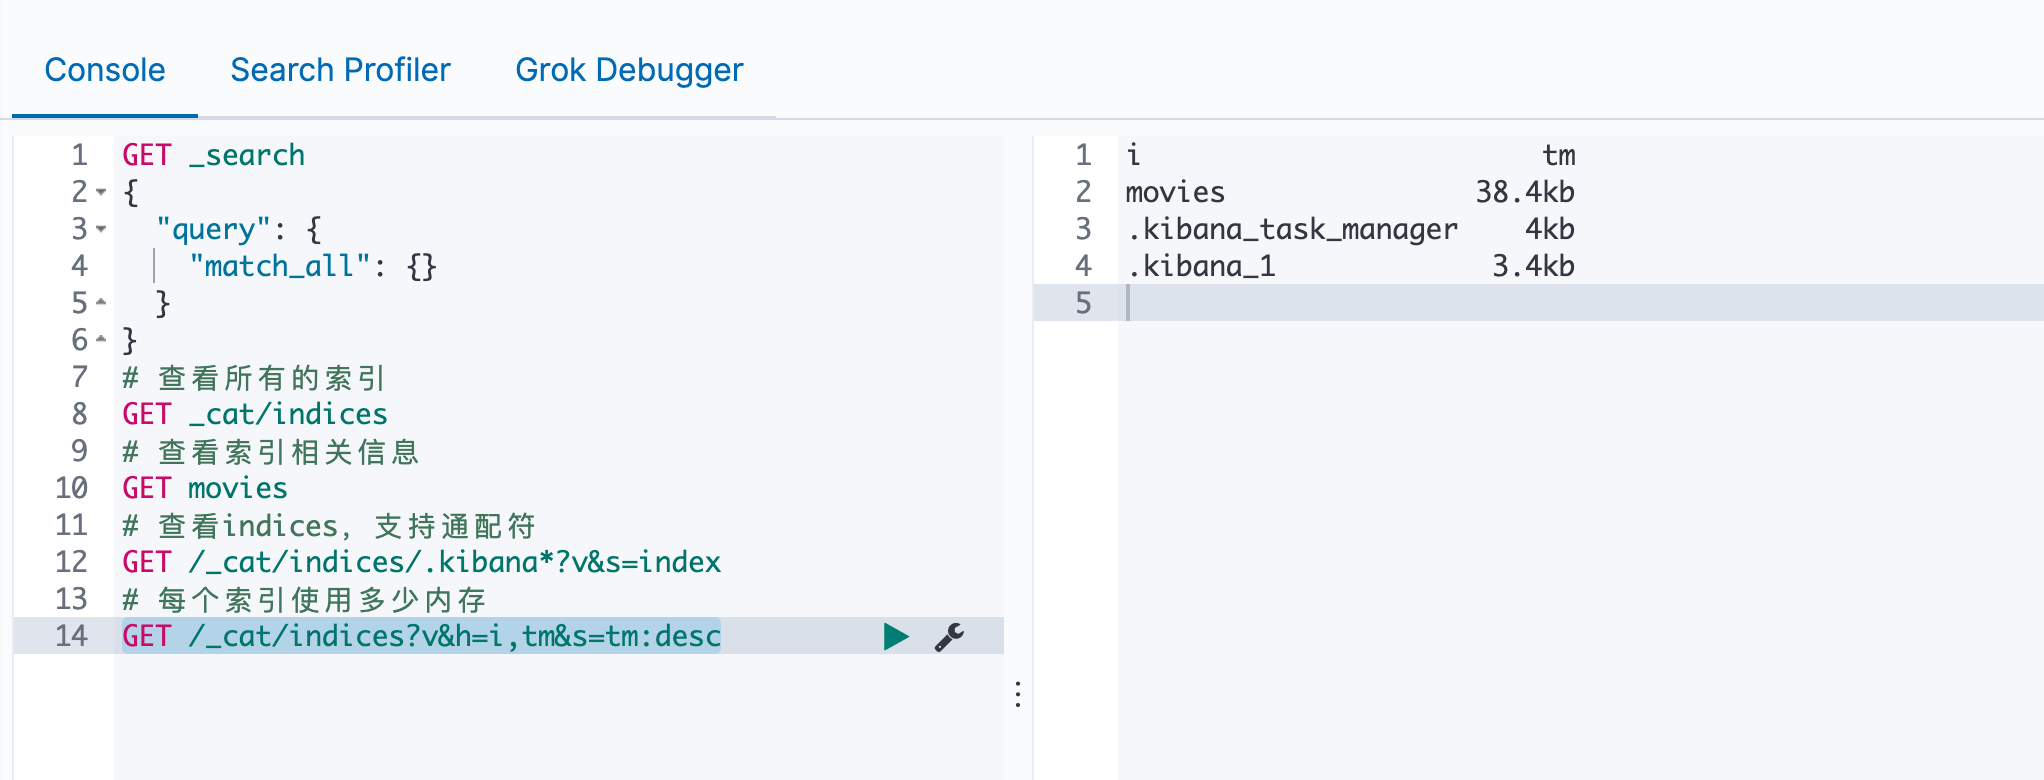 Console Search Profiler Grok Debugger
1 GET _search
2 {
3 "query": {
4 "match_all": {}
5 }
6 }
7 # 查看所有的索引
8 GET _cat/indices
9 # 查看索引相关信息
10 GET movies
11 # 查看indices, 支持通配符
12 GET /_cat/indices/.kibana*?v&s=index
13 # 每个索引使用多少内存
14 GET /_cat/indices?v&h=i,tm&s=tm:desc
1 i tm
2 movies 38.4kb
3 .kibana_task_manager 4kb
4 .kibana_1 3.4kb
5